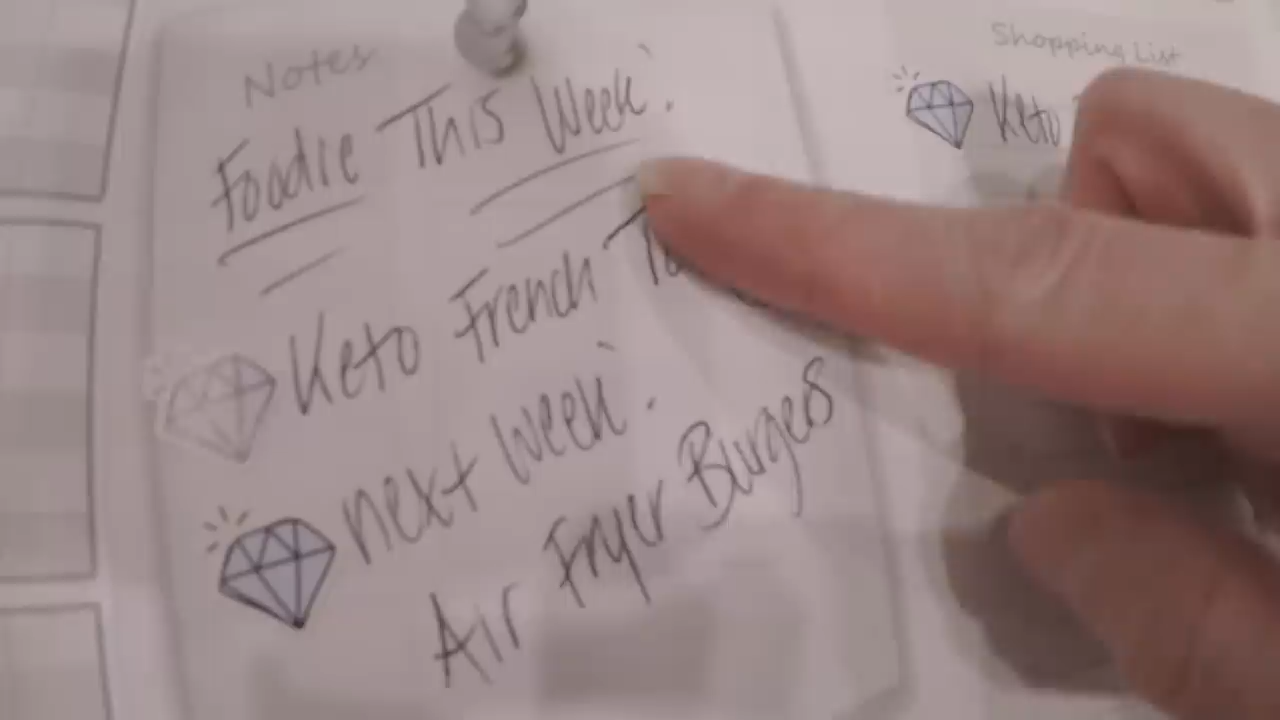 Notes
Foodie This Week:
Keto French
next week:
Air Fryer Burgers
Shopping List
Keto